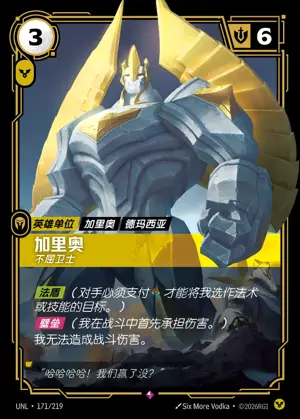 3
6
英雄单位 加里奥 德玛西亚
加里奥
不屈卫士
法盾（对手必须支付 才能将我选作法术
或技能的目标。）
壁垒（我在战斗中首先承担伤害。）
我无法造成战斗伤害。
“哈哈哈哈！我们赢了没？”
UNL • 171/219
Six More Vodka
©2026RGI